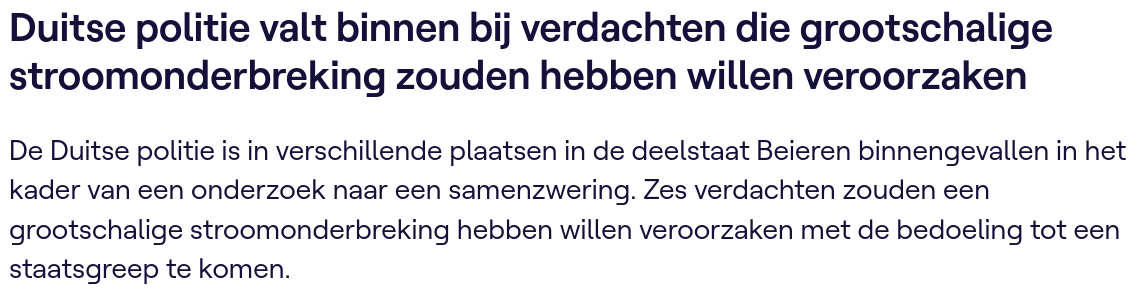 Duitse politie valt binnen bij verdachten die grootschalige
stroomonderbreking zouden hebben willen veroorzaken
De Duitse politie is in verschillende plaatsen in de deelstaat Beieren binnengevallen in het
kader van een onderzoek naar een samenzwering. Zes verdachten zouden een
grootschalige stroomonderbreking hebben willen veroorzaken met de bedoeling tot een
staatsgreep te komen.